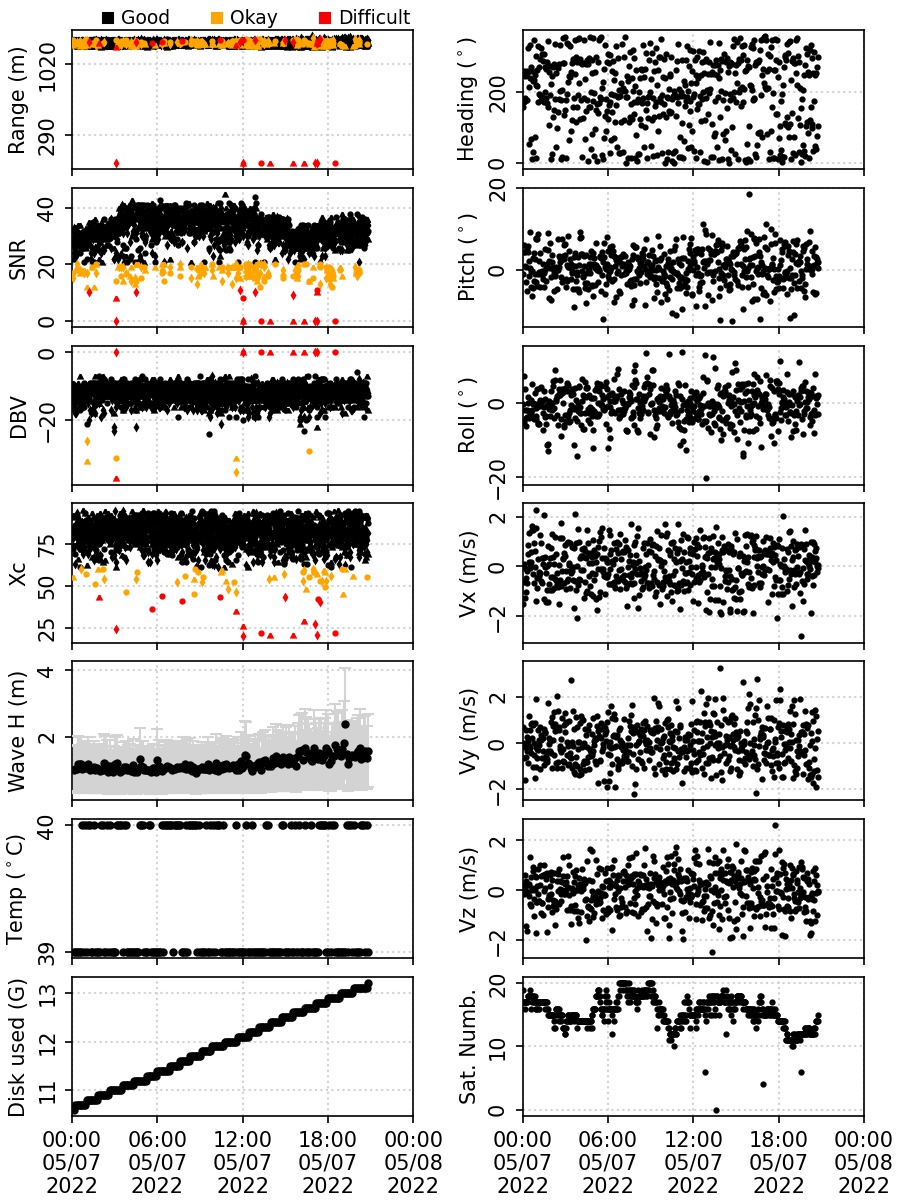 Good Okay Difficult
Range (m)
1020
290
Heading (°)
200
0
SNR
40
20
0
Pitch (°)
20
0
DBV
0
−20
Roll (°)
0
−20
Xc
75
50
25
Vx (m/s)
2
0
−2
Wave H (m)
4
2
Vy (m/s)
2
0
−2
Temp (°C)
40
39
Vz (m/s)
2
0
−2
Disk used (G)
13
12
11
Sat. Numb.
20
10
0
00:00 06:00 12:00 18:00 00:00
05/07 05/07 05/07 05/07 05/08
2022 2022 2022 2022 2022
00:00 06:00 12:00 18:00 00:00
05/07 05/07 05/07 05/07 05/08
2022 2022 2022 2022 2022